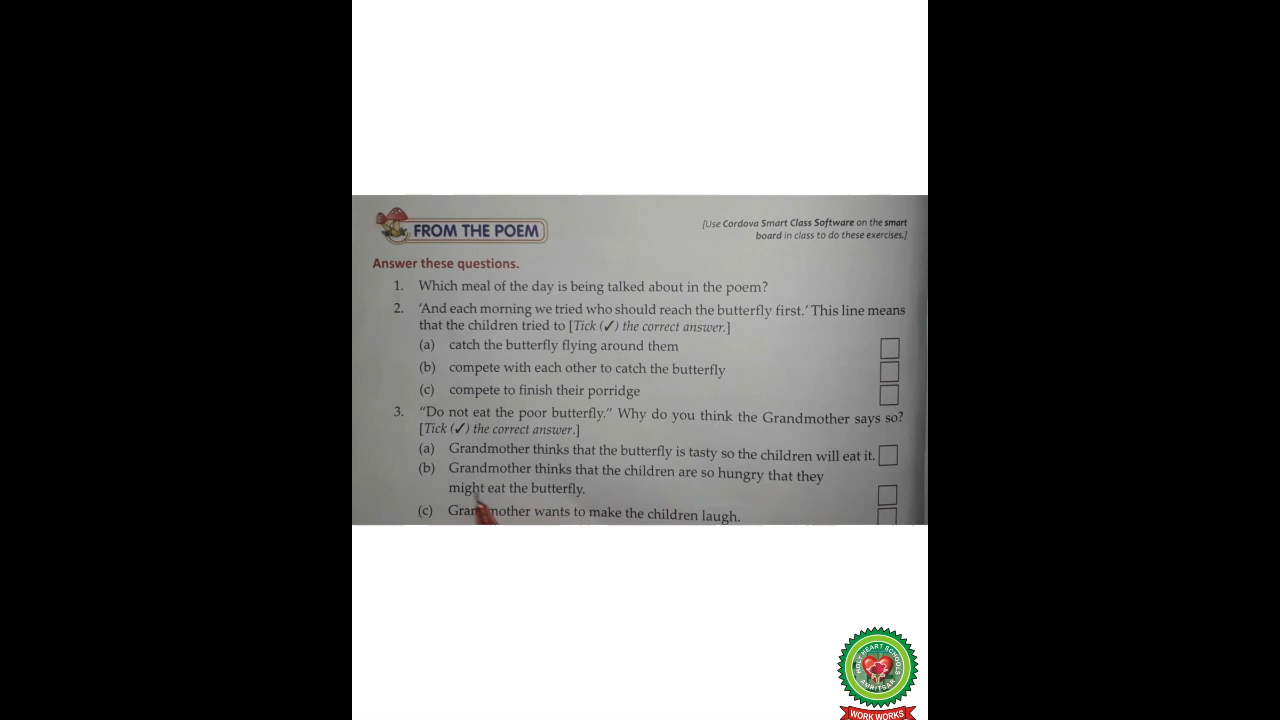 FROM THE POEM
[Use Cordova Smart Class Software on the smart
board in class to do these exercises.]
Answer these questions.
1. Which meal of the day is being talked about in the poem?
2. ‘And each morning we tried who should reach the butterfly first.’ This line means
that the children tried to [Tick (✓) the correct answer.]
(a) catch the butterfly flying around them
(b) compete with each other to catch the butterfly
(c) compete to finish their porridge
3. “Do not eat the poor butterfly.” Why do you think the Grandmother says so?
[Tick (✓) the correct answer.]
(a) Grandmother thinks that the butterfly is tasty so the children will eat it.
(b) Grandmother thinks that the children are so hungry that they
might eat the butterfly.
(c) Grandmother wants to make the children laugh.
HOLY HEART SCHOOLS
AMRITSAR
WORK WORKS